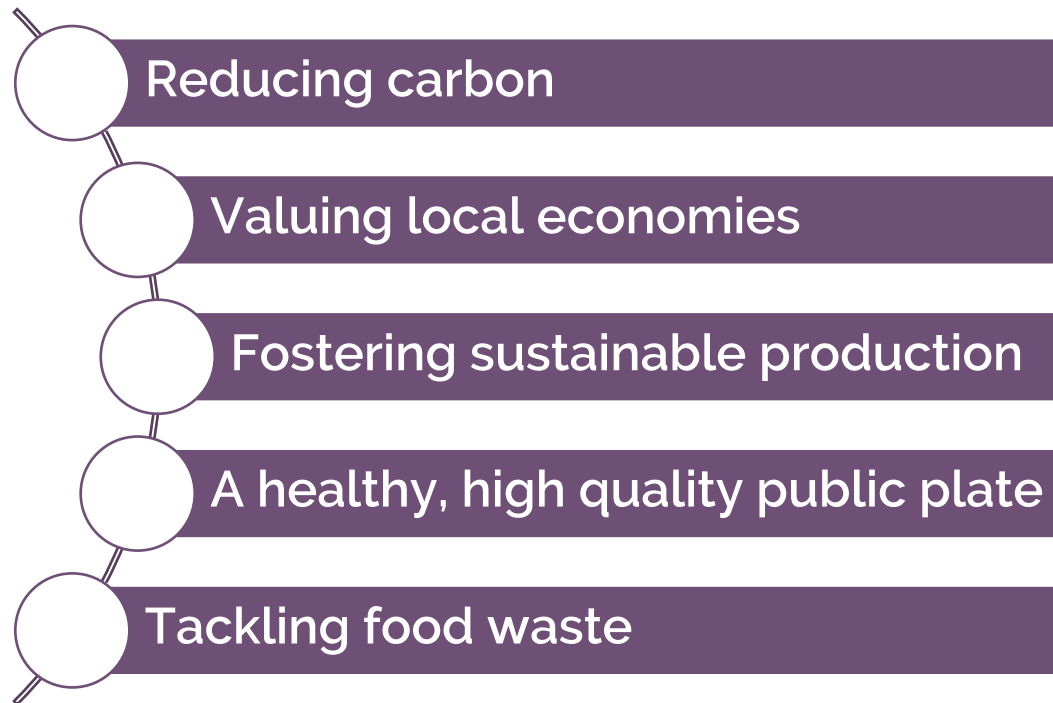 Reducing carbon
Valuing local economies
Fostering sustainable production
A healthy, high quality public plate
Tackling food waste